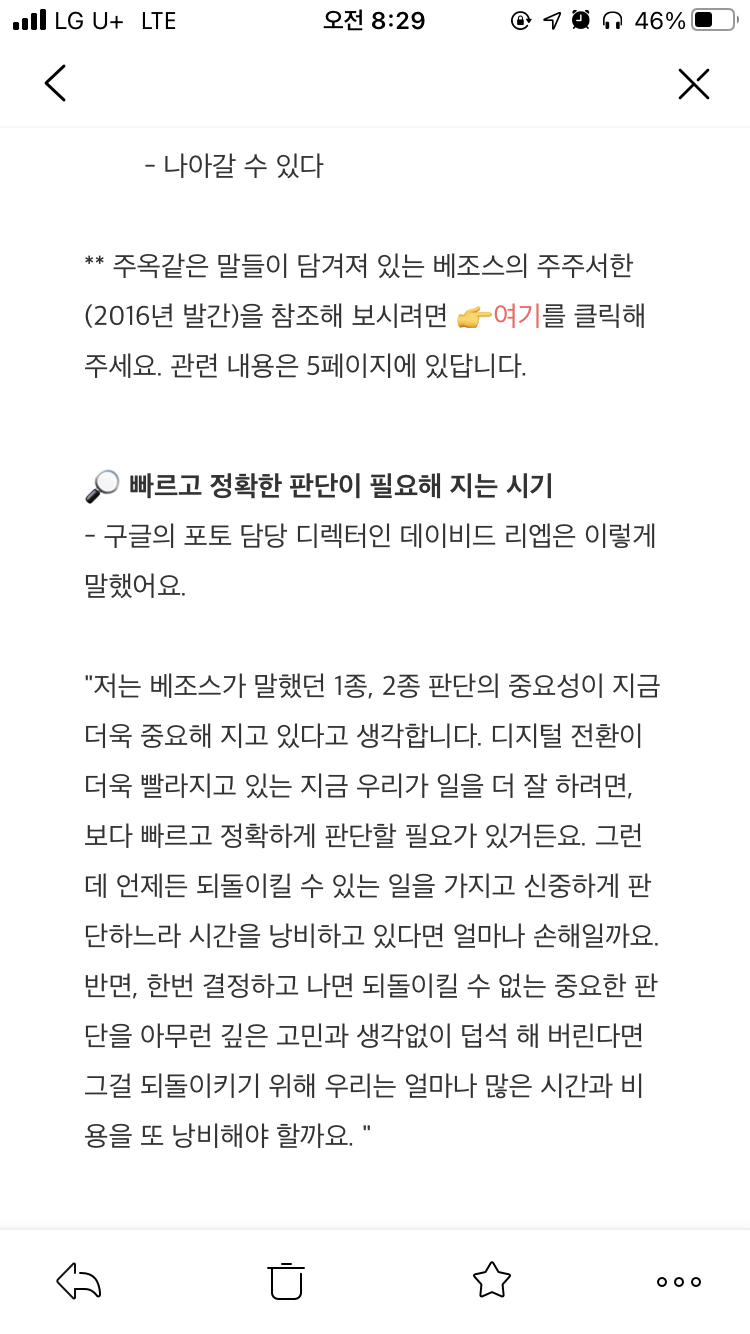 LG U+ LTE 오전 8:29 46%
- 나아갈 수 있다
** 주옥같은 말들이 담겨져 있는 베조스의 주주서한
(2016년 발간)을 참조해 보시려면 👉여기를 클릭해
주세요. 관련 내용은 5페이지에 있답니다.
🔎 빠르고 정확한 판단이 필요해 지는 시기
- 구글의 포토 담당 디렉터인 데이비드 리엡은 이렇게
말했어요.
"저는 베조스가 말했던 1종, 2종 판단의 중요성이 지금
더욱 중요해 지고 있다고 생각합니다. 디지털 전환이
더욱 빨라지고 있는 지금 우리가 일을 더 잘 하려면,
보다 빠르고 정확하게 판단할 필요가 있거든요. 그런
데 언제든 되돌이킬 수 있는 일을 가지고 신중하게 판
단하느라 시간을 낭비하고 있다면 얼마나 손해일까요.
반면, 한번 결정하고 나면 되돌이킬 수 없는 중요한 판
단을 아무런 깊은 고민과 생각없이 덥석 해 버린다면
그걸 되돌이키기 위해 우리는 얼마나 많은 시간과 비
용을 또 낭비해야 할까요. "